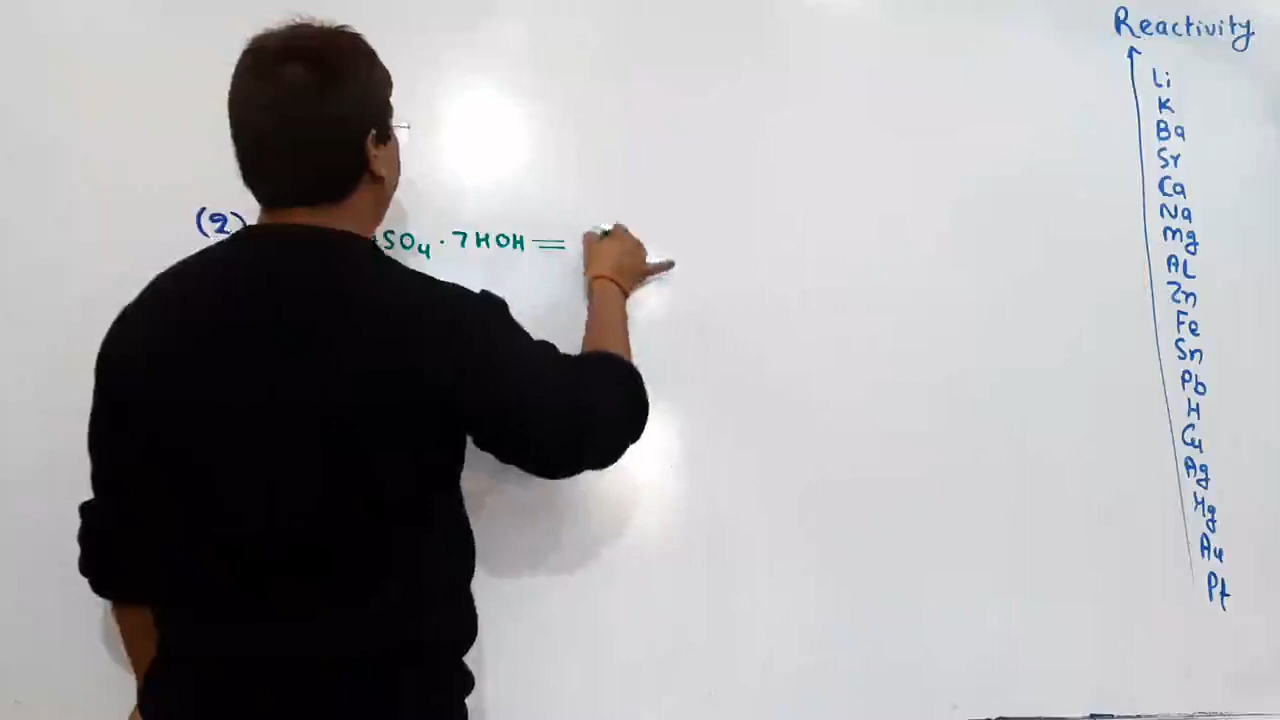 Reactivity
Li
K
Ba
Sr
Ca
Na
Mg
(2) SO4 · 7HOH =
AL
Zn
Fe
Sn
Pb
H
Cu
Ag
Hg
Au
Pt